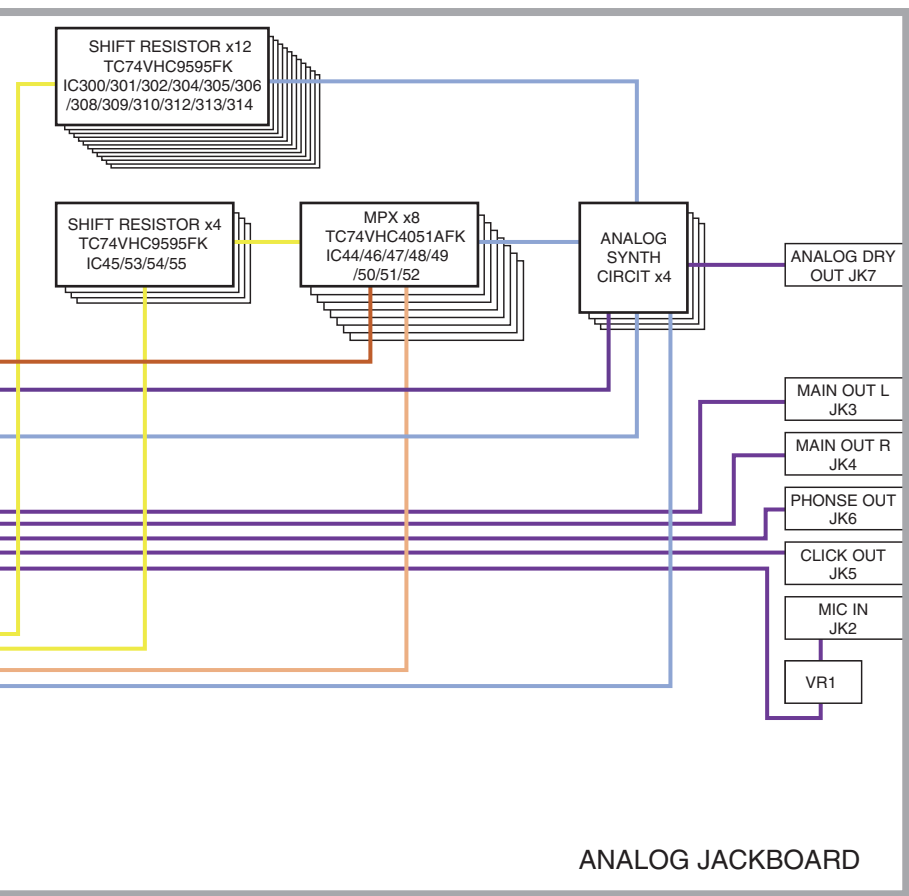 SHIFT RESISTOR x12
TC74VHC9595FK
IC300/301/302/304/305/306
/308/309/310/312/313/314
SHIFT RESISTOR x4
TC74VHC9595FK
IC45/53/54/55
MPX x8
TC74VHC4051AFK
IC44/46/47/48/49
/50/51/52
ANALOG
SYNTH
CIRCIT x4
ANALOG DRY
OUT JK7
MAIN OUT L
JK3
MAIN OUT R
JK4
PHONSE OUT
JK6
CLICK OUT
JK5
MIC IN
JK2
VR1
ANALOG JACKBOARD